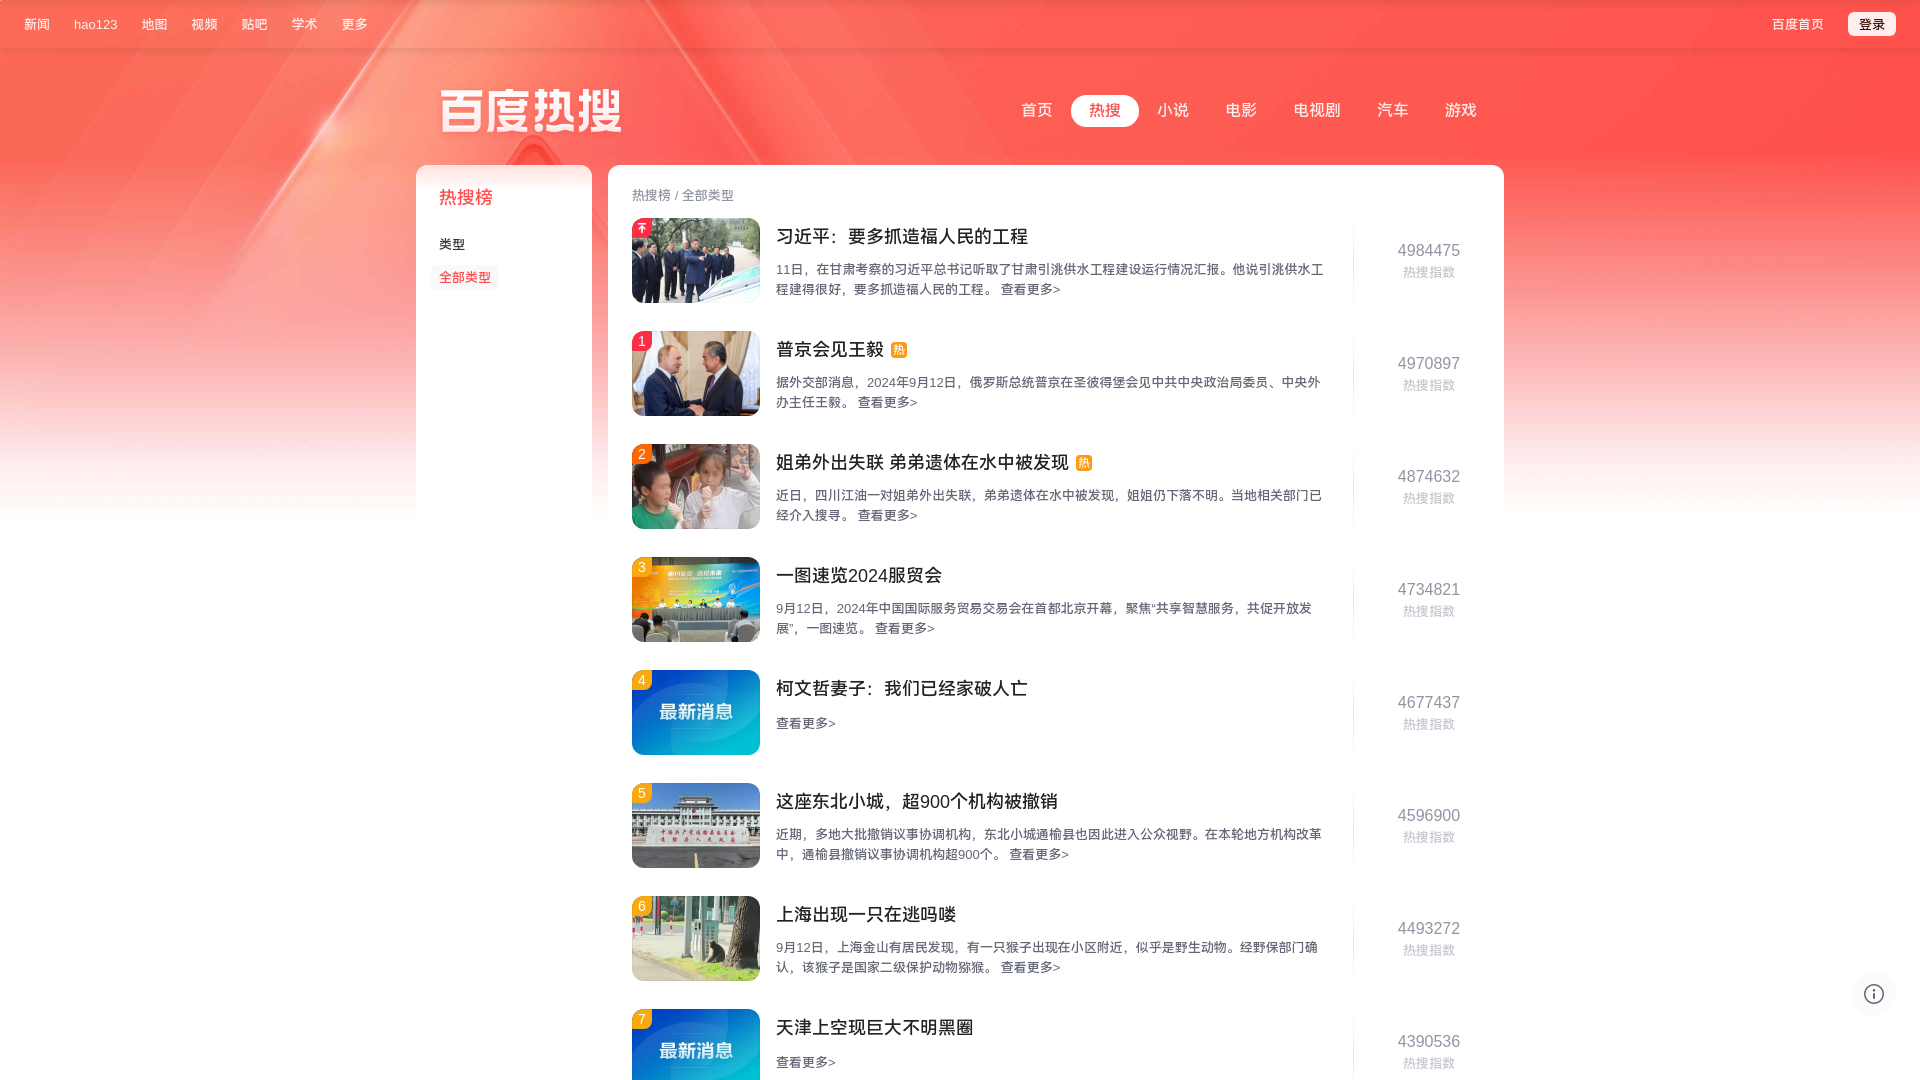 新闻 hao123 地图 视频 贴吧 学术 更多 百度首页 登录
百度热搜
首页 热搜 小说 电影 电视剧 汽车 游戏
热搜榜
类型
全部类型
热搜榜 / 全部类型
习近平：要多抓造福人民的工程
11日，在甘肃考察的习近平总书记听取了甘肃引洮供水工程建设运行情况汇报。他说引洮供水工
程建得很好，要多抓造福人民的工程。 查看更多>
4984475
热搜指数
1
普京会见王毅 热
据外交部消息，2024年9月12日，俄罗斯总统普京在圣彼得堡会见中共中央政治局委员、中央外
办主任王毅。 查看更多>
4970897
热搜指数
2
姐弟外出失联 弟弟遗体在水中被发现 热
近日，四川江油一对姐弟外出失联，弟弟遗体在水中被发现，姐姐仍下落不明。当地相关部门已
经介入搜寻。 查看更多>
4874632
热搜指数
3
一图速览2024服贸会
9月12日，2024年中国国际服务贸易交易会在首都北京开幕，聚焦“共享智慧服务，共促开放发
展”，一图速览。 查看更多>
4734821
热搜指数
4
最新消息
柯文哲妻子：我们已经家破人亡
查看更多>
4677437
热搜指数
5
这座东北小城，超900个机构被撤销
近期，多地大批撤销议事协调机构，东北小城通榆县也因此进入公众视野。在本轮地方机构改革
中，通榆县撤销议事协调机构超900个。 查看更多>
4596900
热搜指数
6
上海出现一只在逃吗喽
9月12日，上海金山有居民发现，有一只猴子出现在小区附近，似乎是野生动物。经野保部门确
认，该猴子是国家二级保护动物猕猴。 查看更多>
4493272
热搜指数
7
最新消息
天津上空现巨大不明黑圈
查看更多>
4390536
热搜指数